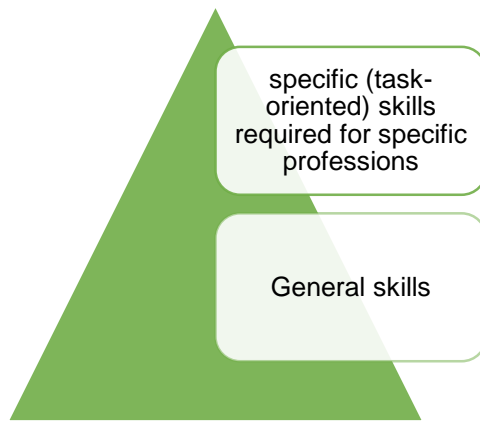 specific (task-
oriented) skills
required for specific
professions
General skills